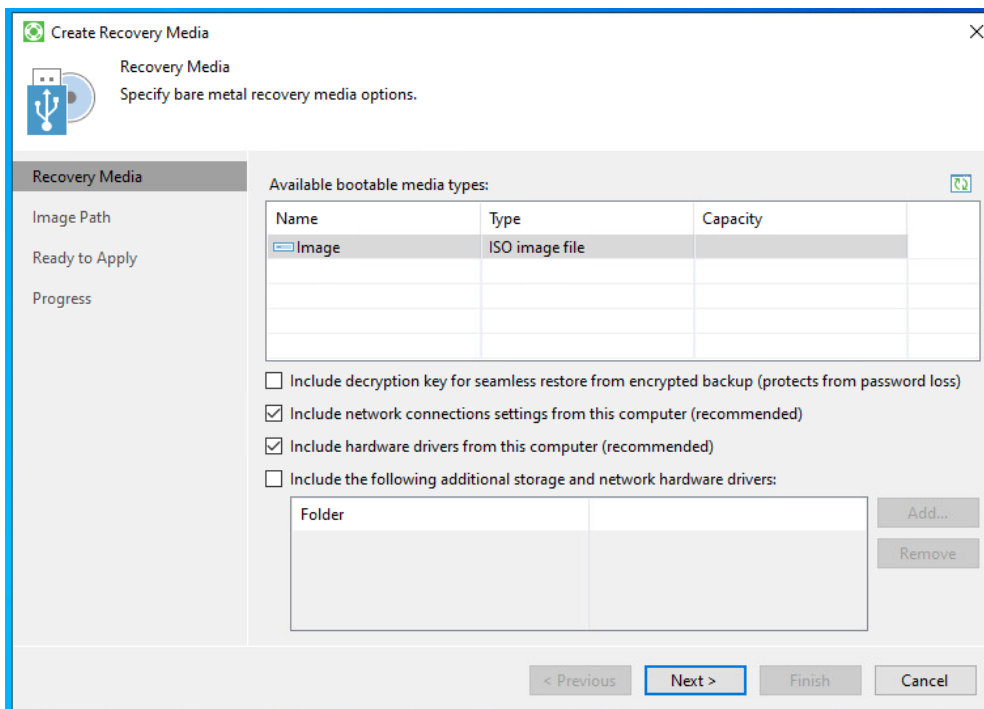 Create Recovery Media
Recovery Media
Specify bare metal recovery media options.
Recovery Media
Image Path
Ready to Apply
Progress
Available bootable media types:
Name Type Capacity
Image ISO image file
Include decryption key for seamless restore from encrypted backup (protects from password loss)
Include network connections settings from this computer (recommended)
Include hardware drivers from this computer (recommended)
Include the following additional storage and network hardware drivers:
Folder
Add...
Remove
< Previous Next > Finish Cancel